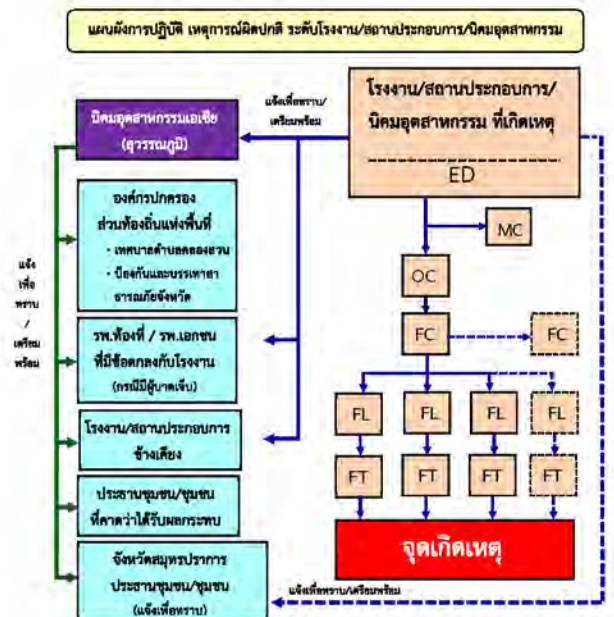 แผนผังการปฏิบัติ เหตุการณ์ผิดปกติ ระดับโรงงาน/สถานประกอบการ/นิคมอุตสาหกรรม
แจ้งเพื่อทราบ/
เตรียมพร้อม
โรงงาน/สถานประกอบการ/
นิคมอุตสาหกรรม ที่เกิดเหตุ
ED
นิคมอุตสาหกรรมเอเซีย
(สุวรรณภูมิ)
องค์กรปกครอง
ส่วนท้องถิ่นแห่งพื้นที่
· เทศบาลตำบลคลองสวน
· ป้องกันและบรรเทาสา
ธารณภัยจังหวัด
MC
OC
แจ้ง
เพื่อ
ทราบ
/
เตรียม
พร้อม
รพ.ท้องที่ / รพ.เอกชน
ที่มีข้อตกลงกับโรงงาน
(กรณีมีผู้บาดเจ็บ)
FC
FC
โรงงาน/สถานประกอบการ
ข้างเคียง
FL
FL
FL
FL
ประธานชุมชน/ชุมชน
ที่คาดว่าได้รับผลกระทบ
FT
FT
FT
FT
จังหวัดสมุทรปราการ
ประธานชุมชน/ชุมชน
(แจ้งเพื่อทราบ)
จุดเกิดเหตุ
แจ้งเพื่อทราบ/เตรียมพร้อม